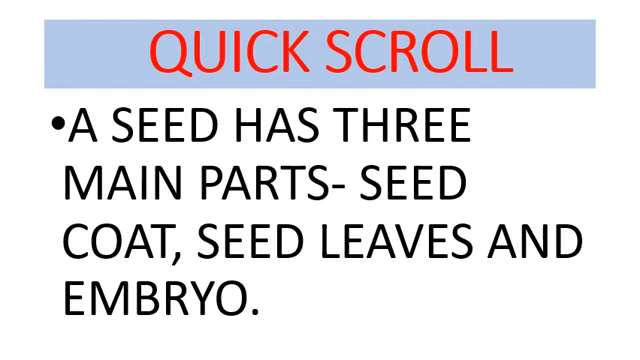 QUICK SCROLL
•A SEED HAS THREE
MAIN PARTS- SEED
COAT, SEED LEAVES AND
EMBRYO.